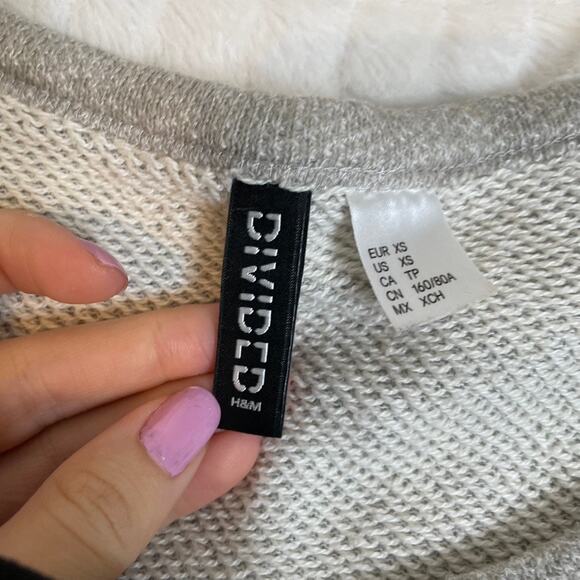 DIVIDED
H&M
EUR XS
US XS
CA TP
CN 160/80A
MX XCH